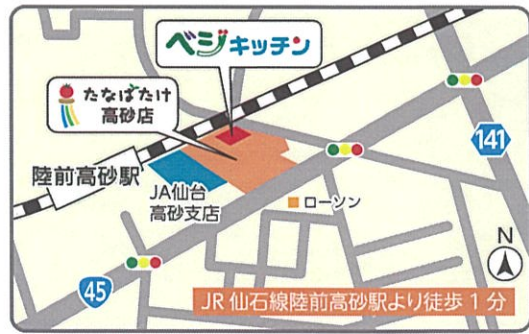 ベジキッチン
たなばたけ
高砂店
141
陸前高砂駅
JA仙台
高砂支店
ローソン
N
45
JR仙石線陸前高砂駅より徒歩1分